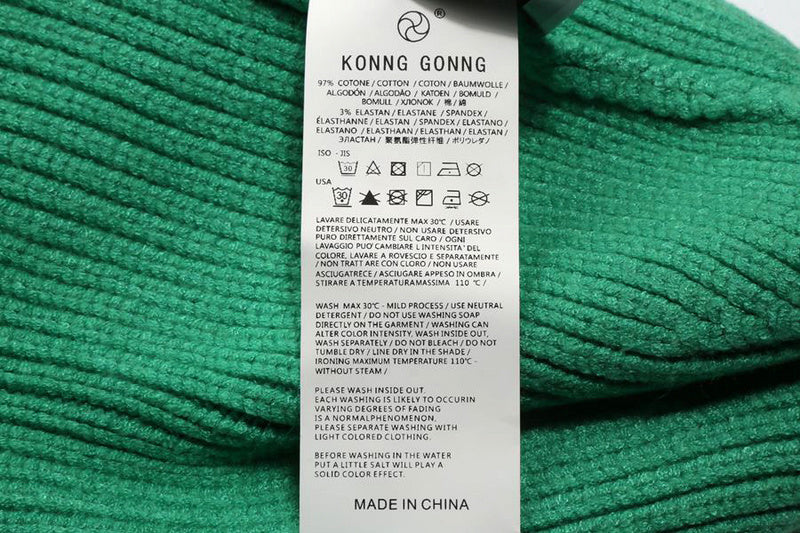 ®
KONNG GONNG
97% COTONE / COTTON / COTON / BAUMWOLLE /
ALGODÓN / ALGODÃO / KATOEN / BOMULD /
BOMULL / ХЛОПОК / 棉 / 綿
3% ELASTAN / ELASTANE / SPANDEX /
ÉLASTHANNE / ELASTAN / SPANDEX / ELASTANO /
ELASTANO / ELASTHAAN / ELASTHAN / ELASTAN /
ЭЛАСТАН / 聚氨酯弹性纤维 / ポリウレタン /
ISO - JIS
30
USA
30
LAVARE DELICATAMENTE MAX 30℃ / USARE
DETERSIVO NEUTRO / NON USARE DETERSIVO
PURO DIRETTAMENTE SUL CARO / OGNI
LAVAGGIO PUO' CAMBIARE L'INTENSITA' DEL
COLORE, LAVARE A ROVESCIO E SEPARATAMENTE
/ NON TRATT ARE CON CLORO / NON USARE
ASCIUGATRECE / ASCIUGARE APPESO IN OMBRA /
STIRARE A TEMPERATURAMASSIMA 110 ℃ /
WASH MAX 30℃ - MILD PROCESS / USE NEUTRAL
DETERGENT / DO NOT USE WASHING SOAP
DIRECTLY ON THE GARMENT / WASHING CAN
ALTER COLOR INTENSITY, WASH INSIDE OUT,
WASH SEPARATELY / DO NOT BLEACH / DO NOT
TUMBLE DRY / LINE DRY IN THE SHADE /
IRONING MAXIMUM TEMPERATURE 110℃ -
WITHOUT STEAM /
PLEASE WASH INSIDE OUT,
EACH WASHING IS LIKELY TO OCCURIN
VARYING DEGREES OF FADING
IS A NORMALPHENOMENON.
PLEASE SEPARATE WASHING WITH
LIGHT COLORED CLOTHING.
BEFORE WASHING IN THE WATER
PUT A LITTLE SALT WILL PLAY A
SOLID COLOR EFFECT.
MADE IN CHINA